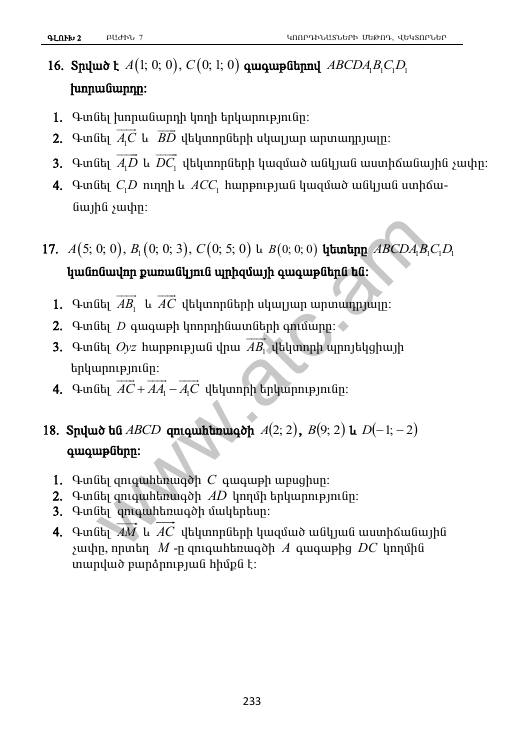 ԳԼՈՒԽ 2 ԲԱԺԻՆ 7 ԿՈՈՐԴԻՆԱՏՆԵՐԻ ՄԵԹՈԴ, ՎԵԿՏՈՐՆԵՐ
16. Տրված է A(1; 0; 0), C(0; 1; 0) գագաթներով ABCDA₁B₁C₁D₁
խորանարդը:
1. Գտնել խորանարդի կողի երկարությունը:
2. Գտնել A₁C և BD վեկտորների սկալյար արտադրյալը:
3. Գտնել A₁D և DC₁ վեկտորների կազմած անկյան աստիճանային չափը:
4. Գտնել C₁D ուղղի և ACC₁ հարթության կազմած անկյան ստիճա-
նային չափը:
17. A(5; 0; 0), B₁(0; 0; 3), C(0; 5; 0) և B(0; 0; 0) կետերը ABCDA₁B₁C₁D₁
կանոնավոր քառանկյուն պրիզմայի գագաթներն են:
1. Գտնել AB₁ և AC վեկտորների սկալյար արտադրյալը:
2. Գտնել D գագաթի կոորդինատների գումարը:
3. Գտնել Oyz հարթության վրա AB₁ վեկտորի պրոյեկցիայի
երկարությունը:
4. Գտնել AC + AA₁ − A₁C վեկտորի երկարությունը:
18. Տրված են ABCD զուգահեռագծի A(2; 2), B(9; 2) և D(−1; −2)
գագաթները:
1. Գտնել զուգահեռագծի C գագաթի աբսցիսը:
2. Գտնել զուգահեռագծի AD կողմի երկարությունը:
3. Գտնել զուգահեռագծի մակերեսը:
4. Գտնել AM և AC վեկտորների կազմած անկյան աստիճանային
չափը, որտեղ M -ը զուգահեռագծի A գագաթից DC կողմին
տարված բարձրության հիմքն է:
www.atc.am
233